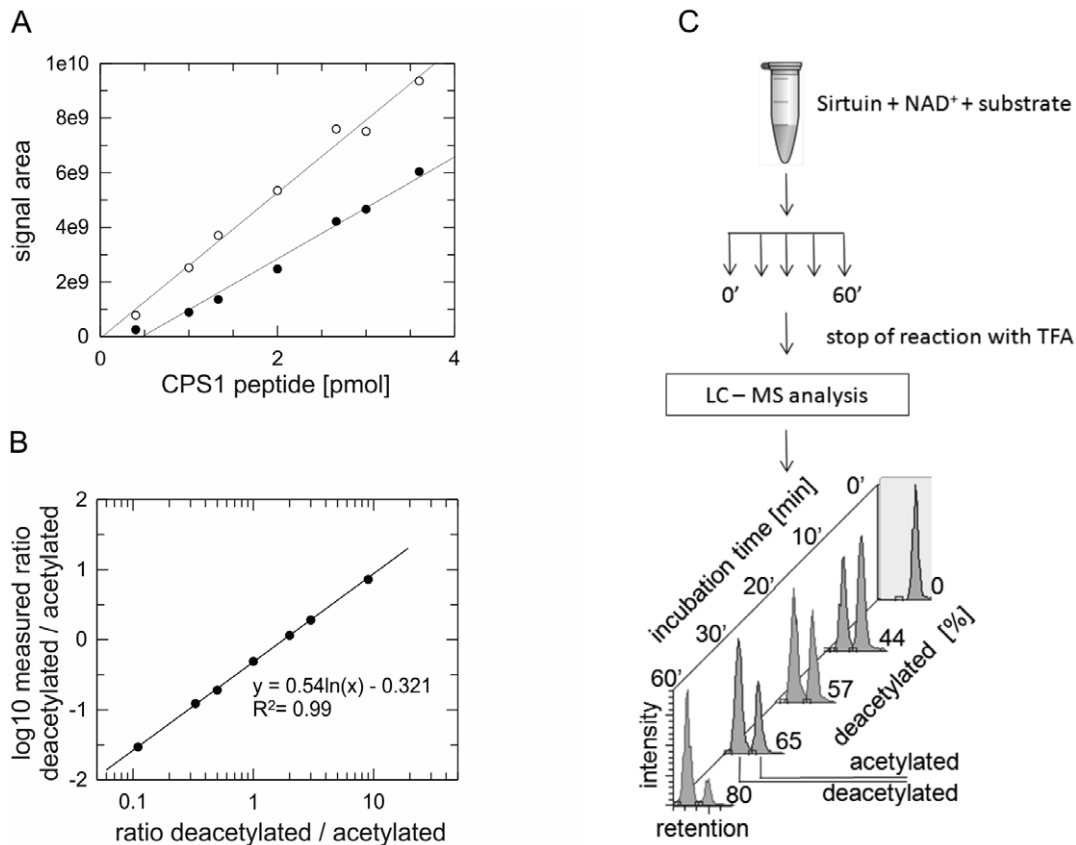 A
1e10
8e9
6e9
4e9
2e9
0
signal area
0
2
4
CPS1 peptide [pmol]
B
2
1
0
-1
-2
log10 measured ratio
deacetylated / acetylated
y = 0.54ln(x) - 0.321
R²= 0.99
0.1
1
10
ratio deacetylated / acetylated
C
Sirtuin + NAD⁺ + substrate
0'
60'
stop of reaction with TFA
LC – MS analysis
incubation time [min]
0'
10'
20'
30'
60'
0
44
57
65
80
deacetylated [%]
intensity
acetylated
deacetylated
retention